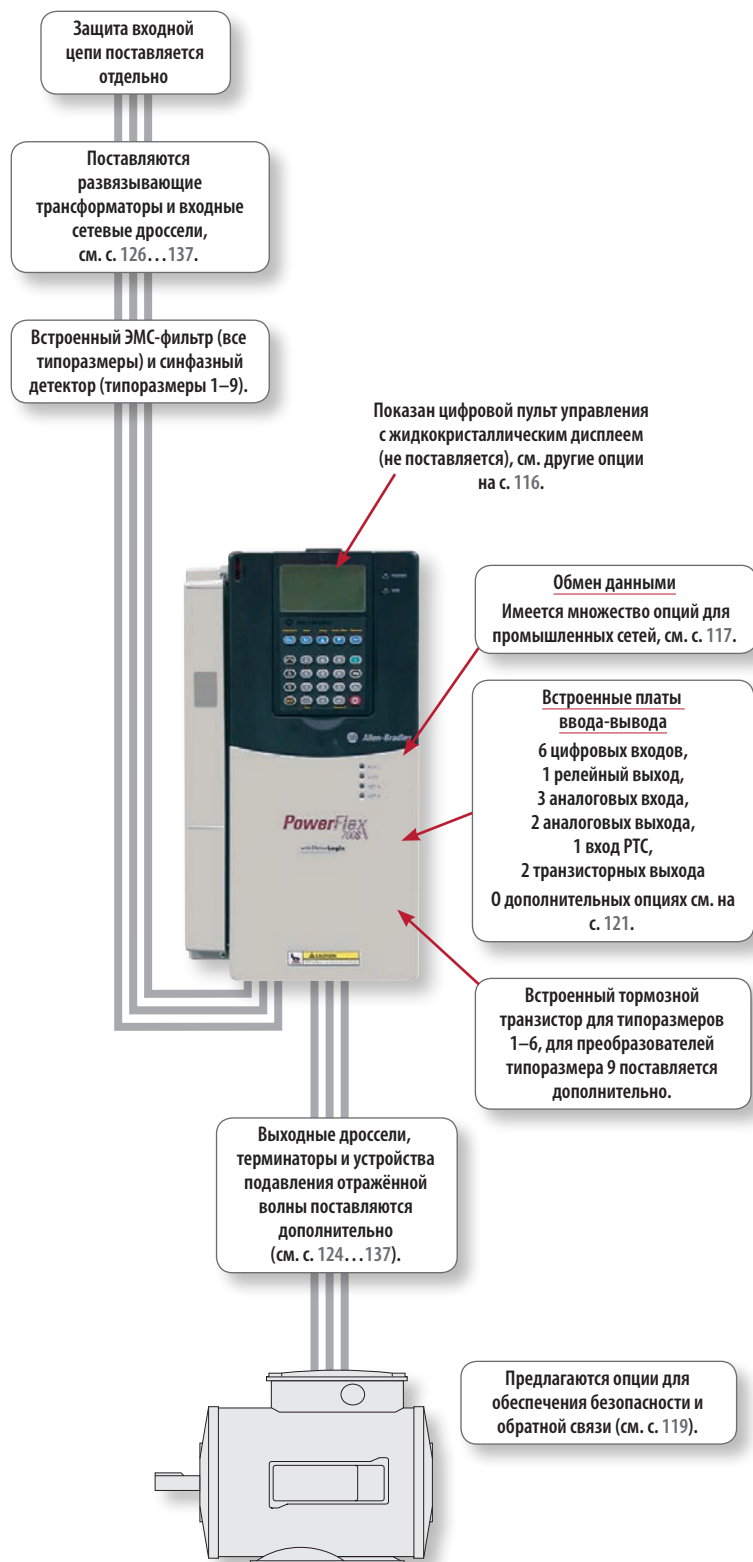 Защита входной
цепи поставляется
отдельно
Поставляются
развязывающие
трансформаторы и входные
сетевые дроссели,
см. с. 126…137.
Встроенный ЭМС-фильтр (все
типоразмеры) и синфазный
детектор (типоразмеры 1–9).
Показан цифровой пульт управления
с жидкокристаллическим дисплеем
(не поставляется), см. другие опции
на с. 116.
Обмен данными
Имеется множество опций для
промышленных сетей, см. с. 117.
Встроенные платы
ввода-вывода
6 цифровых входов,
1 релейный выход,
3 аналоговых входа,
2 аналоговых выхода,
1 вход PTC,
2 транзисторных выхода
О дополнительных опциях см. на
с. 121.
Allen-Bradley
PowerFlex
700S
with DriveLogix
CAUTION
Встроенный тормозной
транзистор для типоразмеров
1–6, для преобразователей
типоразмера 9 поставляется
дополнительно.
Выходные дроссели,
терминаторы и устройства
подавления отражённой
волны поставляются
дополнительно
(см. с. 124…137).
Предлагаются опции для
обеспечения безопасности и
обратной связи (см. с. 119).